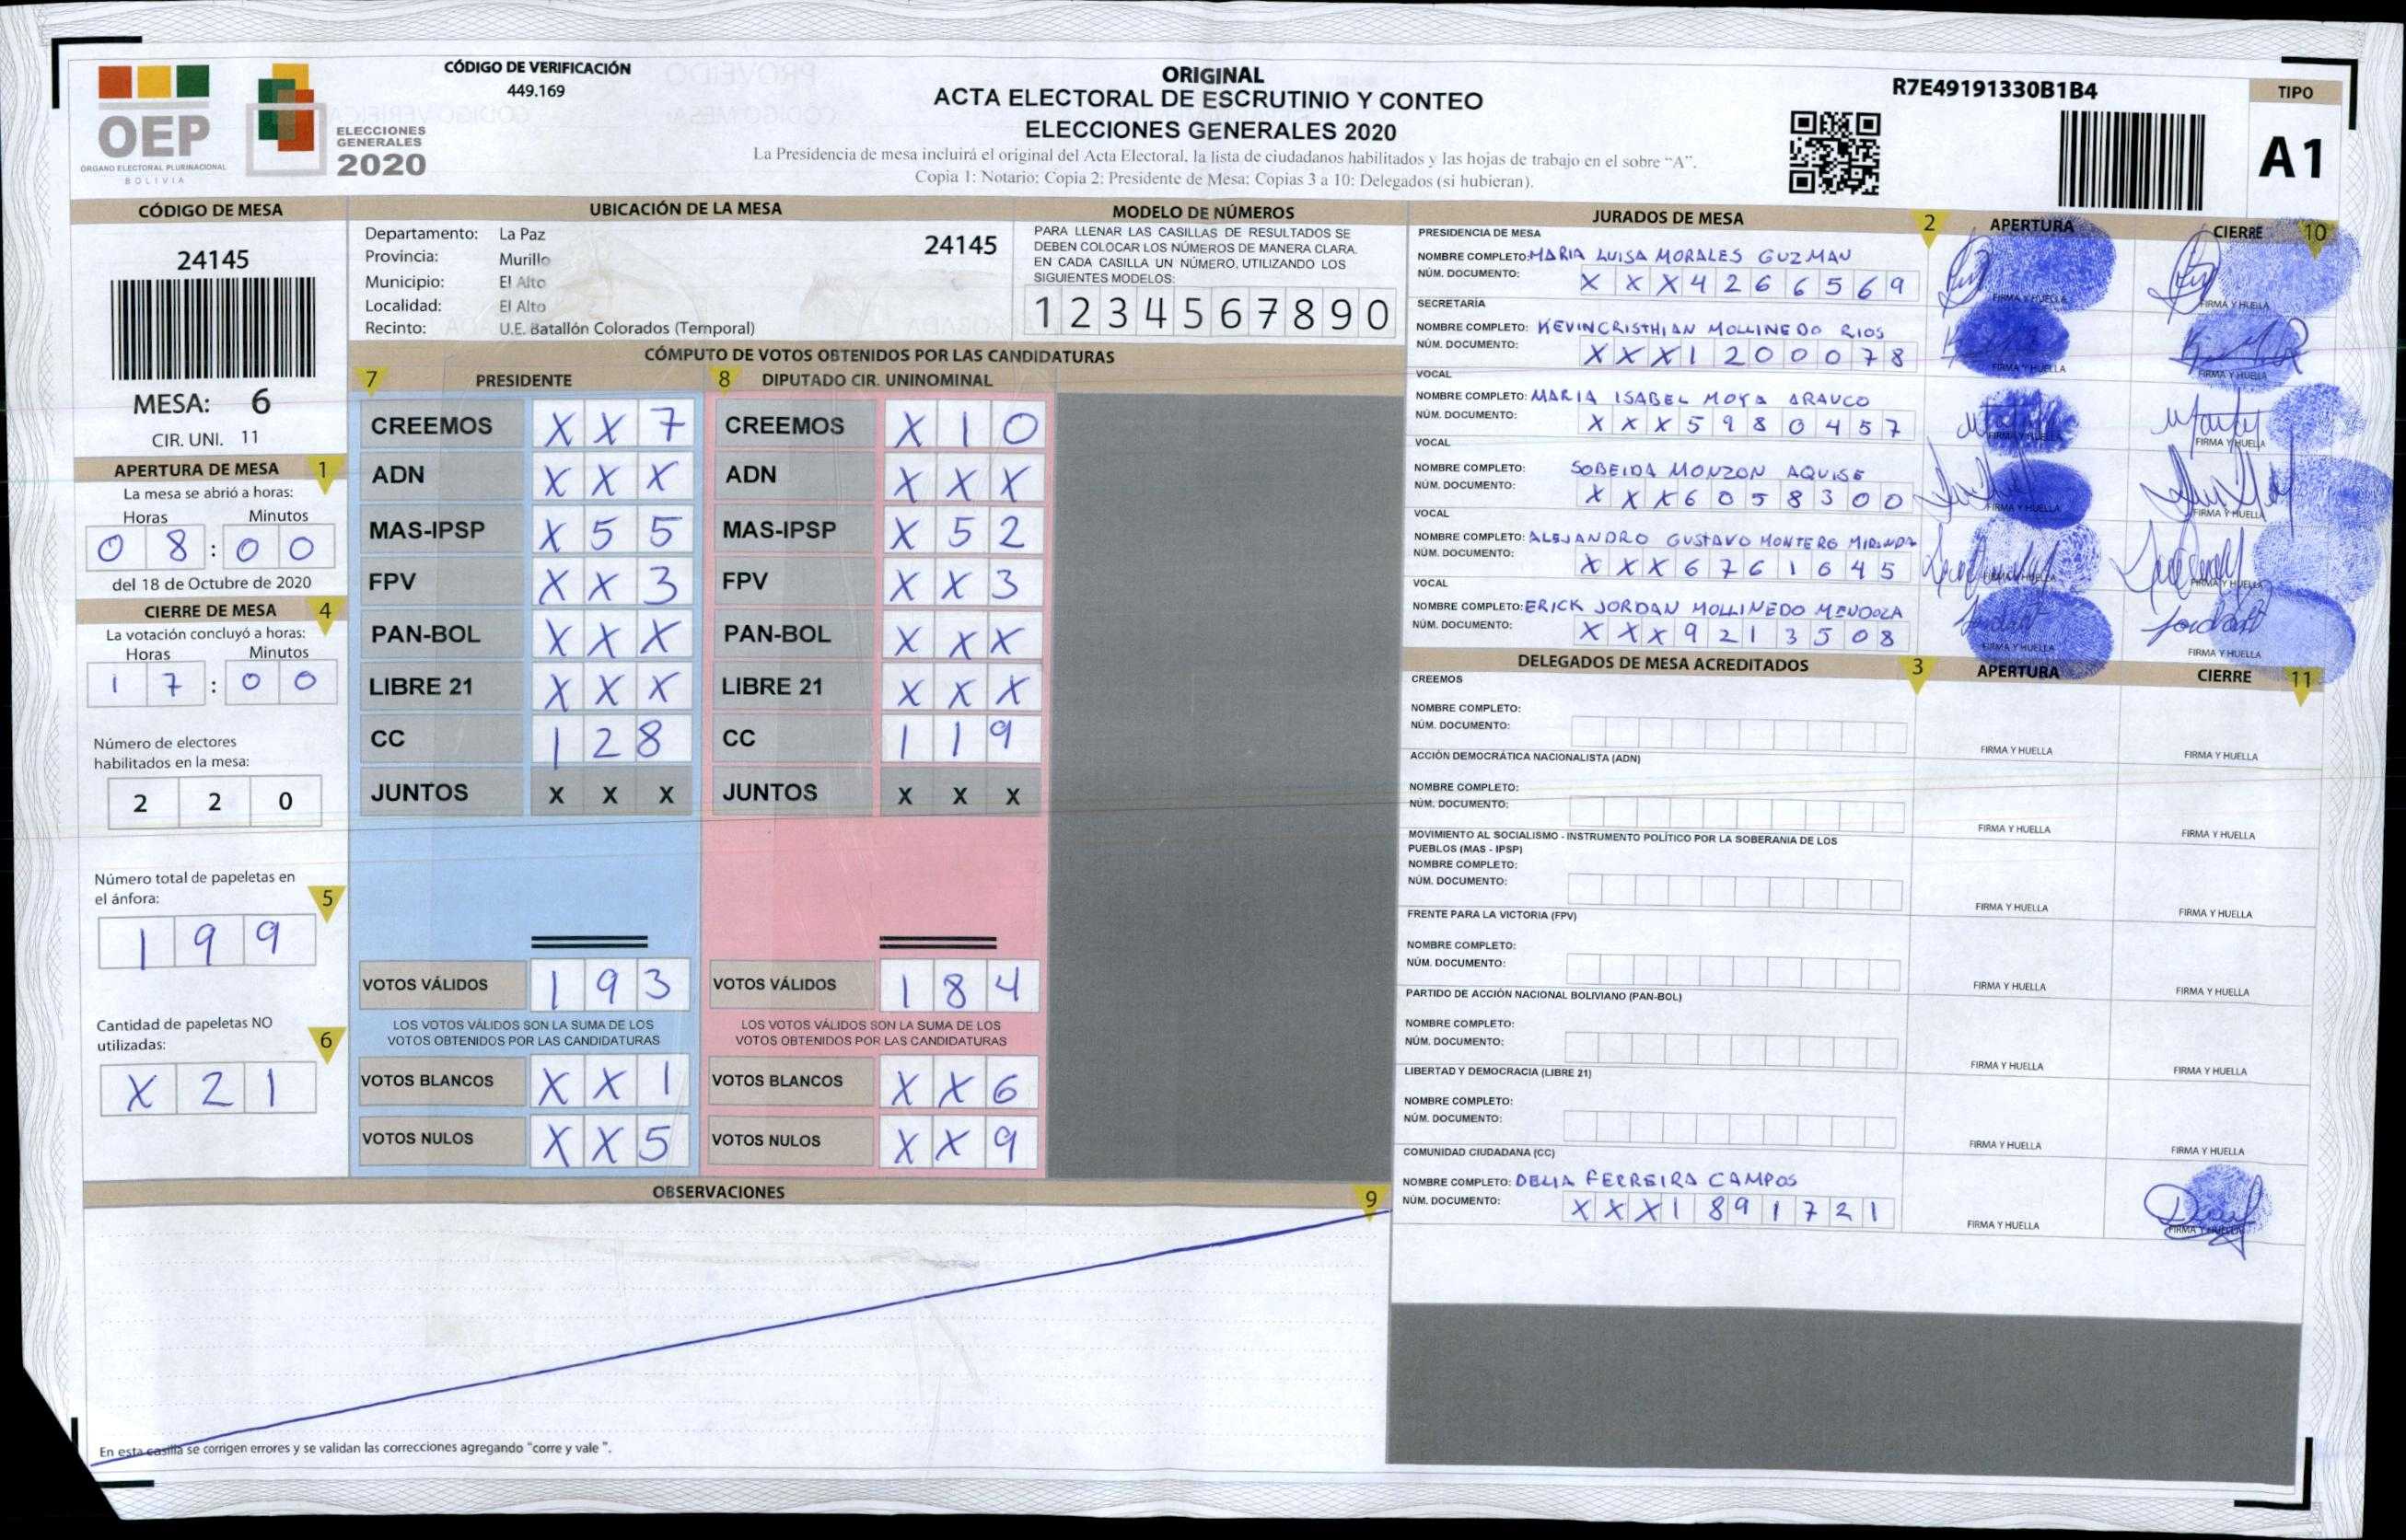 CÓDIGO DE VERIFICACIÓN
449.169
OEP
ÓRGANO ELECTORAL PLURINACIONAL
BOLIVIA
ELECCIONES
GENERALES
2020
ORIGINAL
ACTA ELECTORAL DE ESCRUTINIO Y CONTEO
ELECCIONES GENERALES 2020
La Presidencia de mesa incluirá el original del Acta Electoral, la lista de ciudadanos habilitados y las hojas de trabajo en el sobre "A".
Copia 1: Notario; Copia 2: Presidente de Mesa; Copias 3 a 10: Delegados (si hubieran).
R7E49191330B1B4
TIPO
A1
CÓDIGO DE MESA
24145
MESA: 6
CIR. UNI. 11
APERTURA DE MESA 1
La mesa se abrió a horas:
Horas Minutos
0 8 : 0 0
del 18 de Octubre de 2020
CIERRE DE MESA 4
La votación concluyó a horas:
Horas Minutos
1 7 : 0 0
Número de electores
habilitados en la mesa:
2 2 0
Número total de papeletas en
el ánfora: 5
1 9 9
Cantidad de papeletas NO
utilizadas: 6
X 2 1
UBICACIÓN DE LA MESA
Departamento: La Paz
Provincia: Murillo
Municipio: El Alto
Localidad: El Alto
Recinto: U.E. Batallón Colorados (Temporal)
24145
MODELO DE NÚMEROS
PARA LLENAR LAS CASILLAS DE RESULTADOS SE
DEBEN COLOCAR LOS NÚMEROS DE MANERA CLARA.
EN CADA CASILLA UN NÚMERO, UTILIZANDO LOS
SIGUIENTES MODELOS:
1 2 3 4 5 6 7 8 9 0
CÓMPUTO DE VOTOS OBTENIDOS POR LAS CANDIDATURAS
7 PRESIDENTE
CREEMOS X X 7
ADN X X X
MAS-IPSP X 5 5
FPV X X 3
PAN-BOL X X X
LIBRE 21 X X X
CC 1 2 8
JUNTOS X X X
VOTOS VÁLIDOS 1 9 3
LOS VOTOS VÁLIDOS SON LA SUMA DE LOS
VOTOS OBTENIDOS POR LAS CANDIDATURAS
VOTOS BLANCOS X X 1
VOTOS NULOS X X 5
8 DIPUTADO CIR. UNINOMINAL
CREEMOS X 1 0
ADN X X X
MAS-IPSP X 5 2
FPV X X 3
PAN-BOL X X X
LIBRE 21 X X X
CC 1 1 9
JUNTOS X X X
VOTOS VÁLIDOS 1 8 4
LOS VOTOS VÁLIDOS SON LA SUMA DE LOS
VOTOS OBTENIDOS POR LAS CANDIDATURAS
VOTOS BLANCOS X X 6
VOTOS NULOS X X 9
OBSERVACIONES 9
En esta casilla se corrigen errores y se validan las correcciones agregando "corre y vale ".
JURADOS DE MESA 2 APERTURA CIERRE 10
PRESIDENCIA DE MESA
NOMBRE COMPLETO: MARIA LUISA MORALES GUZMAN
NÚM. DOCUMENTO: X X X 4 2 6 6 5 6 9
FIRMA Y HUELLA FIRMA Y HUELLA
SECRETARÍA
NOMBRE COMPLETO: KEVIN CRISTHIAN MOLLINEDO RIOS
NÚM. DOCUMENTO: X X X 1 2 0 0 0 7 8
FIRMA Y HUELLA FIRMA Y HUELLA
VOCAL
NOMBRE COMPLETO: MARIA ISABEL MOYA ARAUCO
NÚM. DOCUMENTO: X X X 5 9 8 0 4 5 7
FIRMA Y HUELLA FIRMA Y HUELLA
VOCAL
NOMBRE COMPLETO: SOBEIDA MONZON AQUISE
NÚM. DOCUMENTO: X X X 6 0 5 8 3 0 0
FIRMA Y HUELLA FIRMA Y HUELLA
VOCAL
NOMBRE COMPLETO: ALEJANDRO GUSTAVO MONTERO MIRANDA
NÚM. DOCUMENTO: X X X 6 7 6 1 6 4 5
FIRMA Y HUELLA FIRMA Y HUELLA
VOCAL
NOMBRE COMPLETO: ERICK JORDAN MOLLINEDO MENDOZA
NÚM. DOCUMENTO: X X X 9 2 1 3 5 0 8
FIRMA Y HUELLA FIRMA Y HUELLA
DELEGADOS DE MESA ACREDITADOS 3 APERTURA CIERRE 11
CREEMOS
NOMBRE COMPLETO:
NÚM. DOCUMENTO:
FIRMA Y HUELLA FIRMA Y HUELLA
ACCIÓN DEMOCRÁTICA NACIONALISTA (ADN)
NOMBRE COMPLETO:
NÚM. DOCUMENTO:
FIRMA Y HUELLA FIRMA Y HUELLA
MOVIMIENTO AL SOCIALISMO - INSTRUMENTO POLÍTICO POR LA SOBERANIA DE LOS
PUEBLOS (MAS - IPSP)
NOMBRE COMPLETO:
NÚM. DOCUMENTO:
FIRMA Y HUELLA FIRMA Y HUELLA
FRENTE PARA LA VICTORIA (FPV)
NOMBRE COMPLETO:
NÚM. DOCUMENTO:
FIRMA Y HUELLA FIRMA Y HUELLA
PARTIDO DE ACCIÓN NACIONAL BOLIVIANO (PAN-BOL)
NOMBRE COMPLETO:
NÚM. DOCUMENTO:
FIRMA Y HUELLA FIRMA Y HUELLA
LIBERTAD Y DEMOCRACIA (LIBRE 21)
NOMBRE COMPLETO:
NÚM. DOCUMENTO:
FIRMA Y HUELLA FIRMA Y HUELLA
COMUNIDAD CIUDADANA (CC)
NOMBRE COMPLETO: DELIA FERREIRA CAMPOS
NÚM. DOCUMENTO: X X X 1 8 9 1 7 2 1
FIRMA Y HUELLA FIRMA Y HUELLA